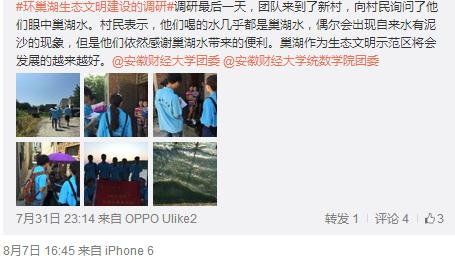 #环巢湖生态文明建设的调研#调研最后一天，团队来到了新村，向村民询问了他
们眼中巢湖水。村民表示，他们喝的水几乎都是巢湖水，偶尔会出现自来水有泥
沙的现象，但是他们依然感谢巢湖水带来的便利。巢湖作为生态文明示范区将会
发展的越来越好。@安徽财经大学团委 @安徽财经大学统数学院团委
7月31日 23:14 来自 OPPO Ulike2 转发 1 评论 4 3
8月7日 16:45 来自 iPhone 6